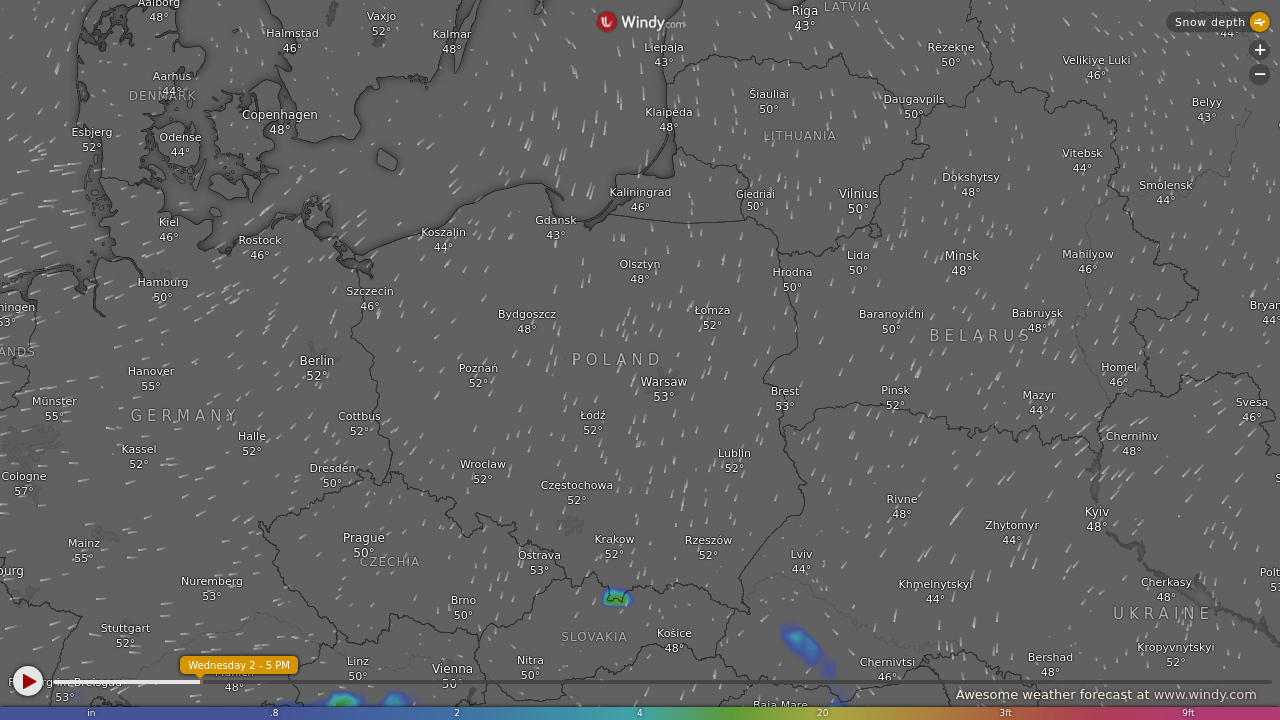 Aalborg
48°
Vaxjo
52°
Halmstad
46°
Kalmar
48°
Windy.com
Riga
43°
LATVIA
Snow depth
44°
Liepaja
43°
Rēzekne
50°
Velikiye Luki
46°
+
−
Aarhus
44°
DENMARK
Copenhagen
48°
Esbjerg
52°
Odense
44°
Klaipėda
48°
Šiauliai
50°
Daugavpils
50°
Belyy
43°
LITHUANIA
Vitebsk
44°
Kaliningrad
46°
Giedriai
50°
Vilnius
50°
Dokshytsy
48°
Smolensk
44°
Kiel
46°
Rostock
46°
Koszalin
44°
Gdansk
43°
Olsztyn
48°
Hrodna
50°
Lida
50°
Minsk
48°
Mahilyow
46°
Hamburg
50°
Szczecin
46°
Bydgoszcz
48°
Łomża
52°
Baranovichi
50°
Babruysk
48°
44°
BELARUS
Berlin
52°
POLAND
Hanover
55°
Poznań
52°
Warsaw
53°
Brest
53°
Pinsk
52°
Homel
46°
Mazyr
44°
Münster
55°
GERMANY
Cottbus
52°
Łódź
52°
Svesa
46°
Kassel
52°
Halle
52°
Chernihiv
48°
Cologne
57°
Dresden
50°
Wroclaw
52°
Lublin
52°
Częstochowa
52°
Rivne
48°
Kyiv
48°
Zhytomyr
44°
Mainz
55°
Prague
50°
CZECHIA
Ostrava
53°
Krakow
52°
Rzeszów
52°
Lviv
44°
Nuremberg
53°
Brno
50°
Khmelnytskyi
44°
Cherkasy
48°
UKRAINE
Stuttgart
52°
SLOVAKIA
Košice
48°
Kropyvnytskyi
52°
Wednesday 2 - 5 PM
Linz
50°
Vienna
50°
Nitra
50°
Chernivtsi
46°
Bershad
48°
53°
48°
Baia Mare
Awesome weather forecast at www.windy.com
in .8 2 4 20 3ft 9ft